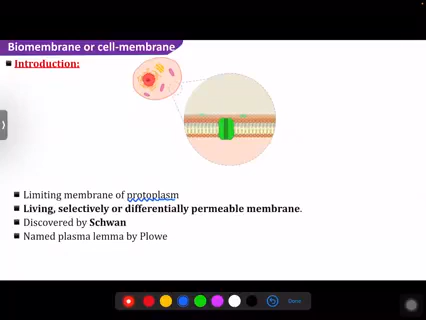 Biomembrane or cell-membrane
Introduction:
Limiting membrane of protoplasm
Living, selectively or differentially permeable membrane.
Discovered by Schwan
Named plasma lemma by Plowe
Done